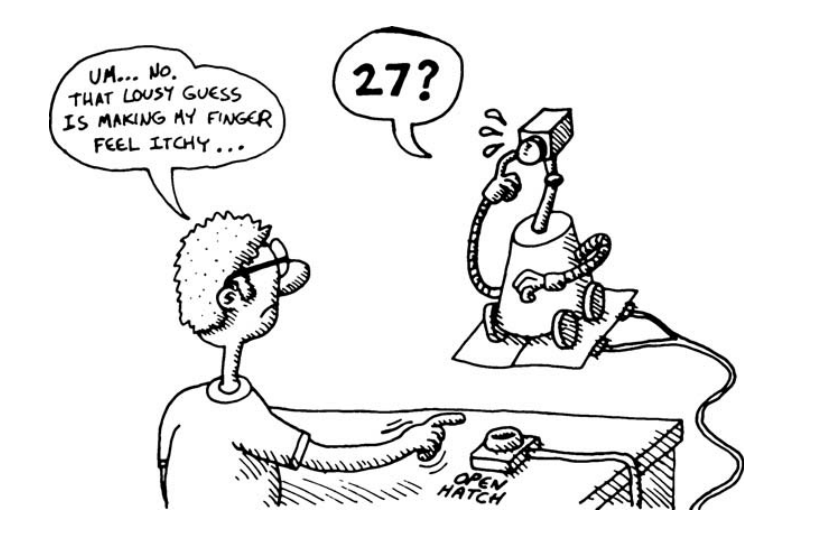 UM... NO.
THAT LOUSY GUESS
IS MAKING MY FINGER
FEEL ITCHY...
27?
OPEN
HATCH